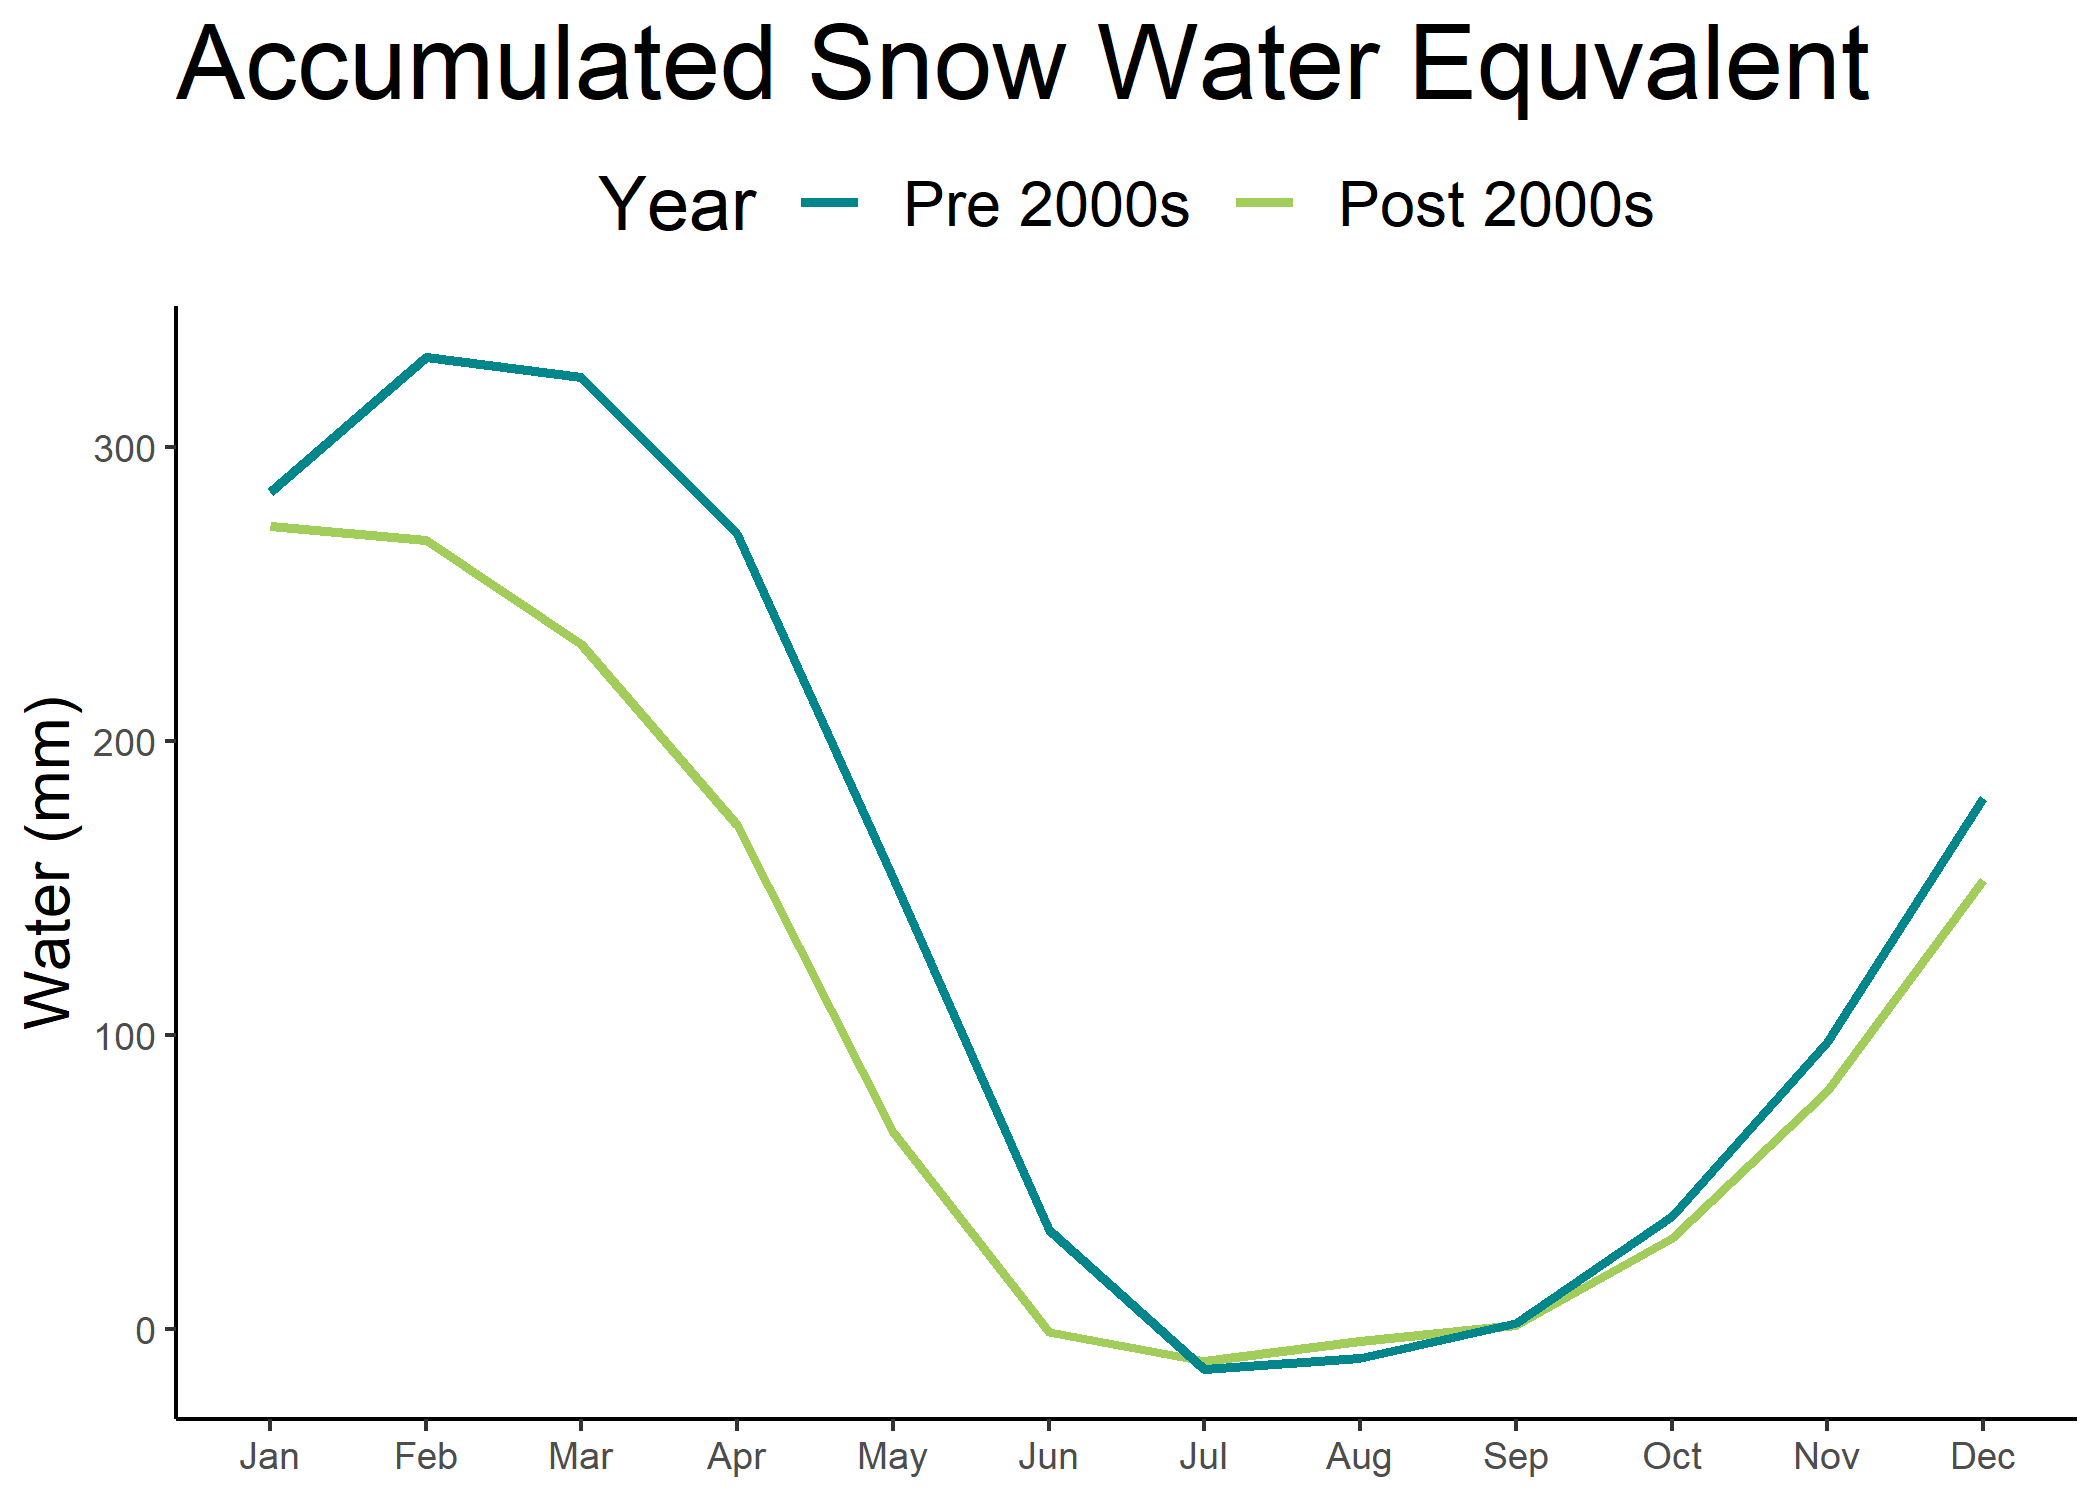 Accumulated Snow Water Equvalent
Year Pre 2000s Post 2000s
Water (mm)
300
200
100
0
Jan Feb Mar Apr May Jun Jul Aug Sep Oct Nov Dec